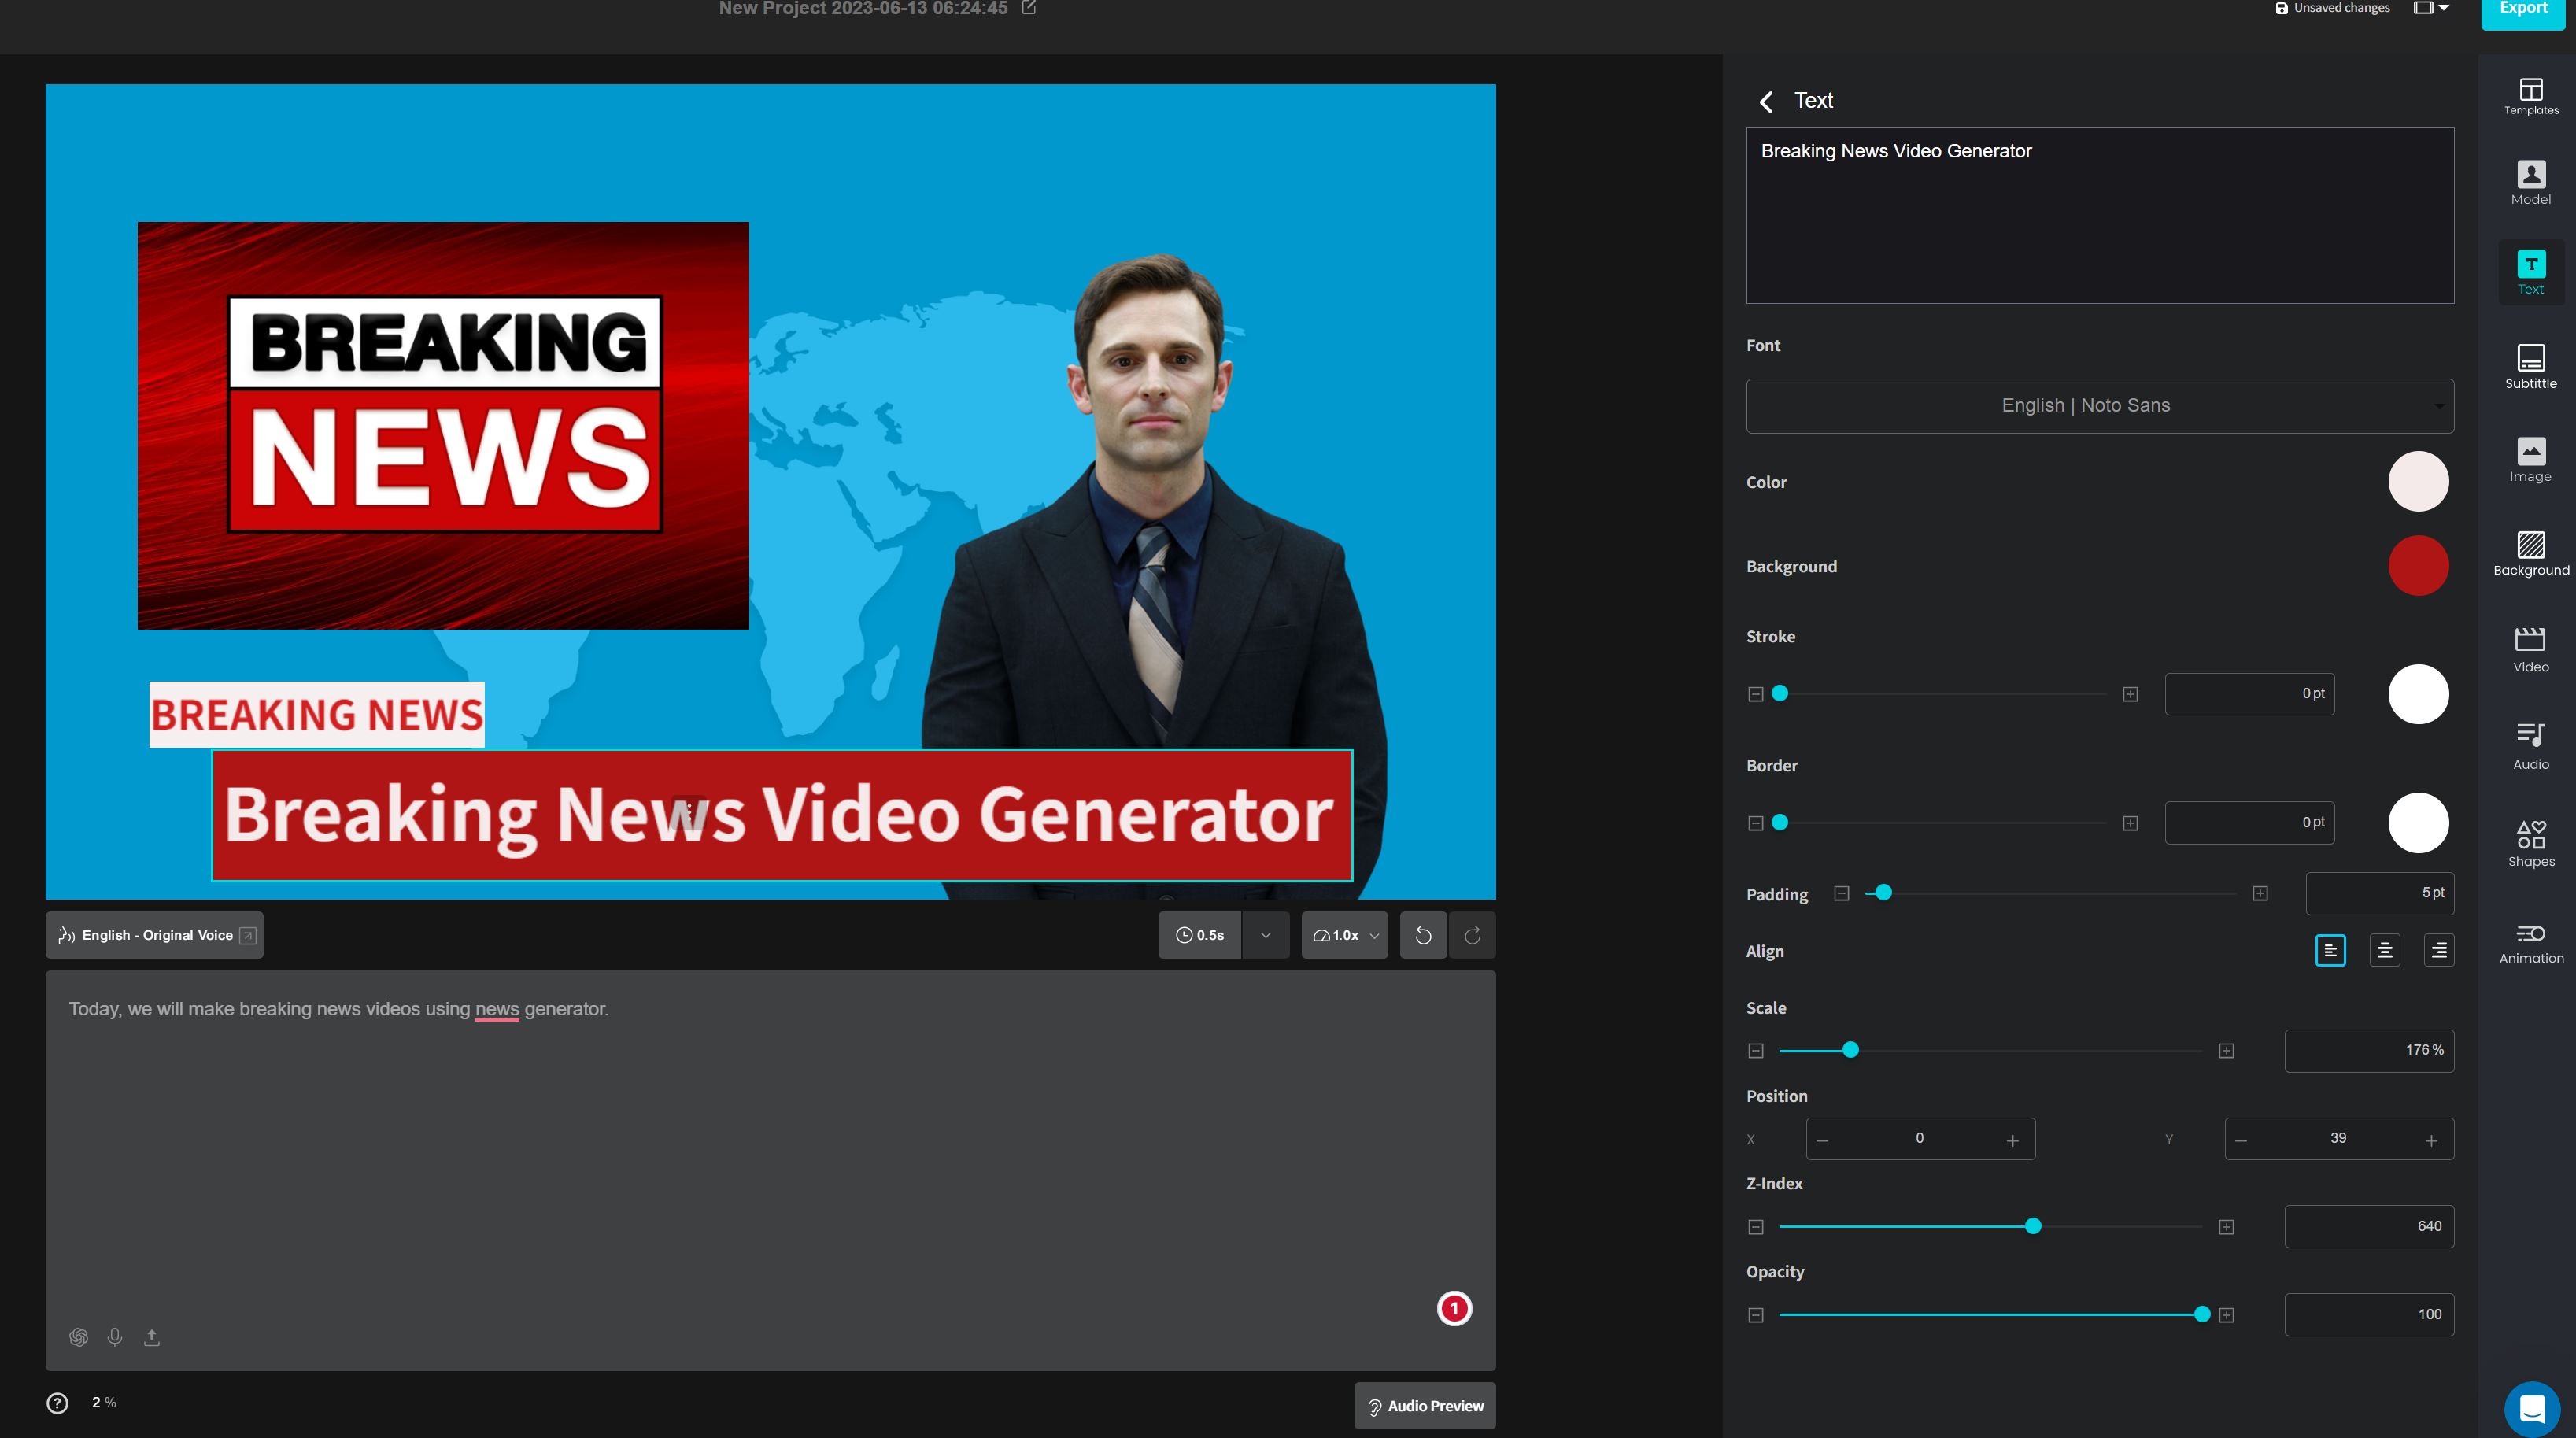 New Project 2023-06-13 06:24:45
Unsaved changes
Export
BREAKING
NEWS
BREAKING NEWS
Breaking News Video Generator
English - Original Voice
0.5s
1.0x
Today, we will make breaking news videos using news generator.
1
2 %
Audio Preview
Text
Breaking News Video Generator
Font
English | Noto Sans
Color
Background
Stroke
0 pt
Border
0 pt
Padding
5 pt
Align
Scale
176 %
Position
X
0
Y
39
Z-Index
640
Opacity
100
Templates
Model
T
Text
Subtittle
Image
Background
Video
Audio
Shapes
Animation